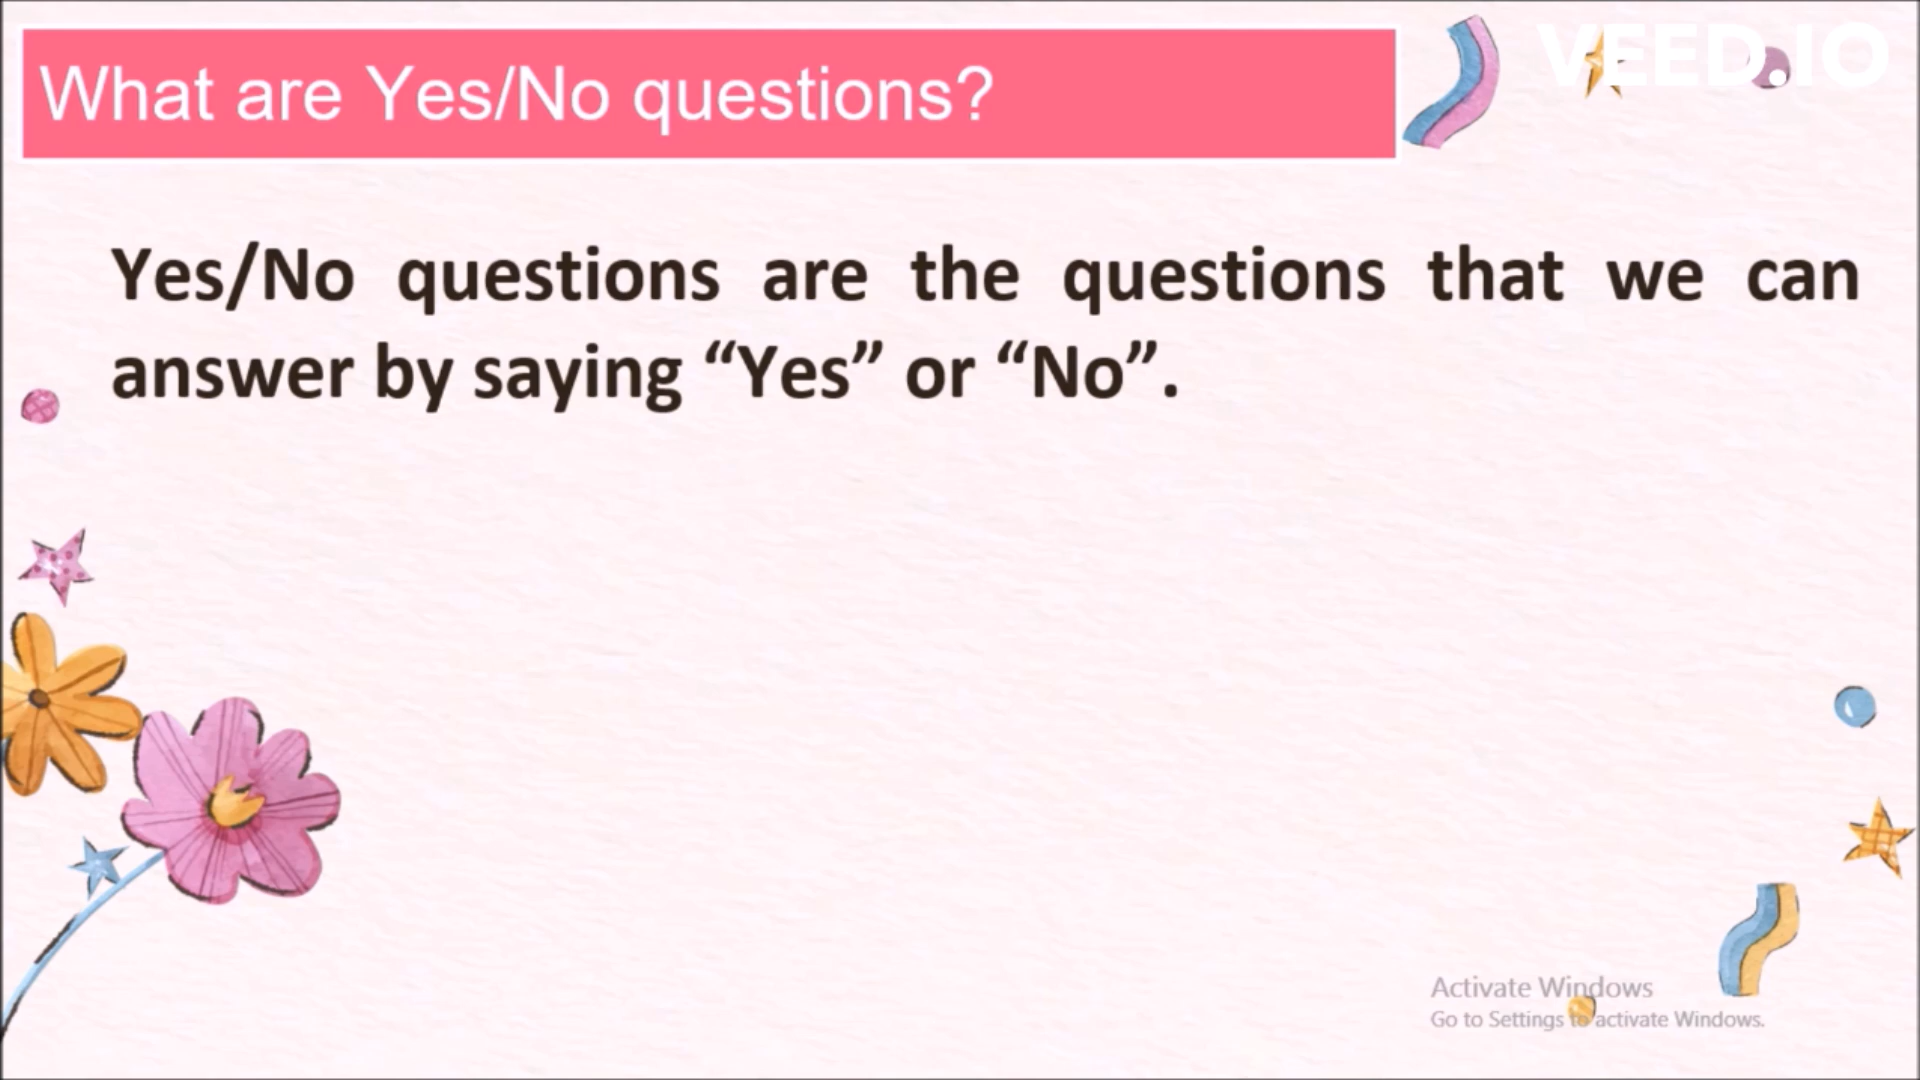 What are Yes/No questions?
VEED.IO
Yes/No questions are the questions that we can
answer by saying “Yes” or “No”.
Activate Windows
Go to Settings to activate Windows.